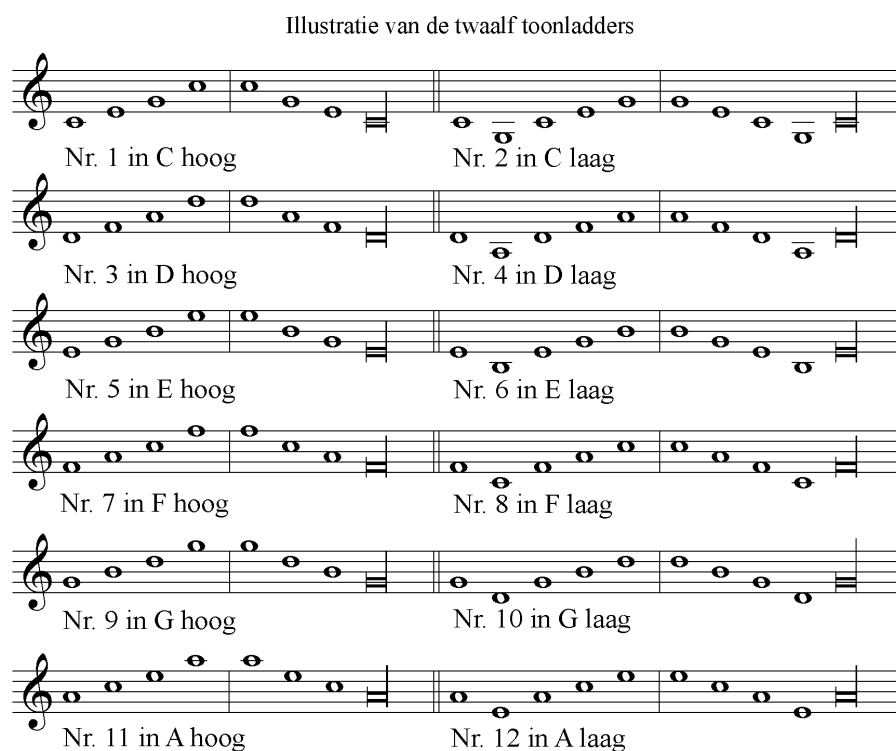 Illustratie van de twaalf toonladders
Nr. 1 in C hoog
Nr. 2 in C laag
Nr. 3 in D hoog
Nr. 4 in D laag
Nr. 5 in E hoog
Nr. 6 in E laag
Nr. 7 in F hoog
Nr. 8 in F laag
Nr. 9 in G hoog
Nr. 10 in G laag
Nr. 11 in A hoog
Nr. 12 in A laag